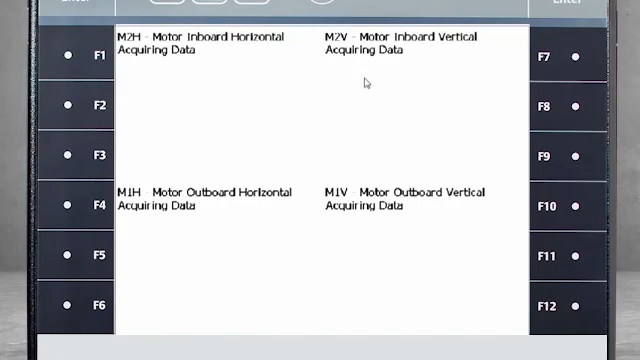 Enter
Enter
M2H - Motor Inboard Horizontal
Acquiring Data
M2V - Motor Inboard Vertical
Acquiring Data
M1H - Motor Outboard Horizontal
Acquiring Data
M1V - Motor Outboard Vertical
Acquiring Data
F1
F2
F3
F4
F5
F6
F7
F8
F9
F10
F11
F12